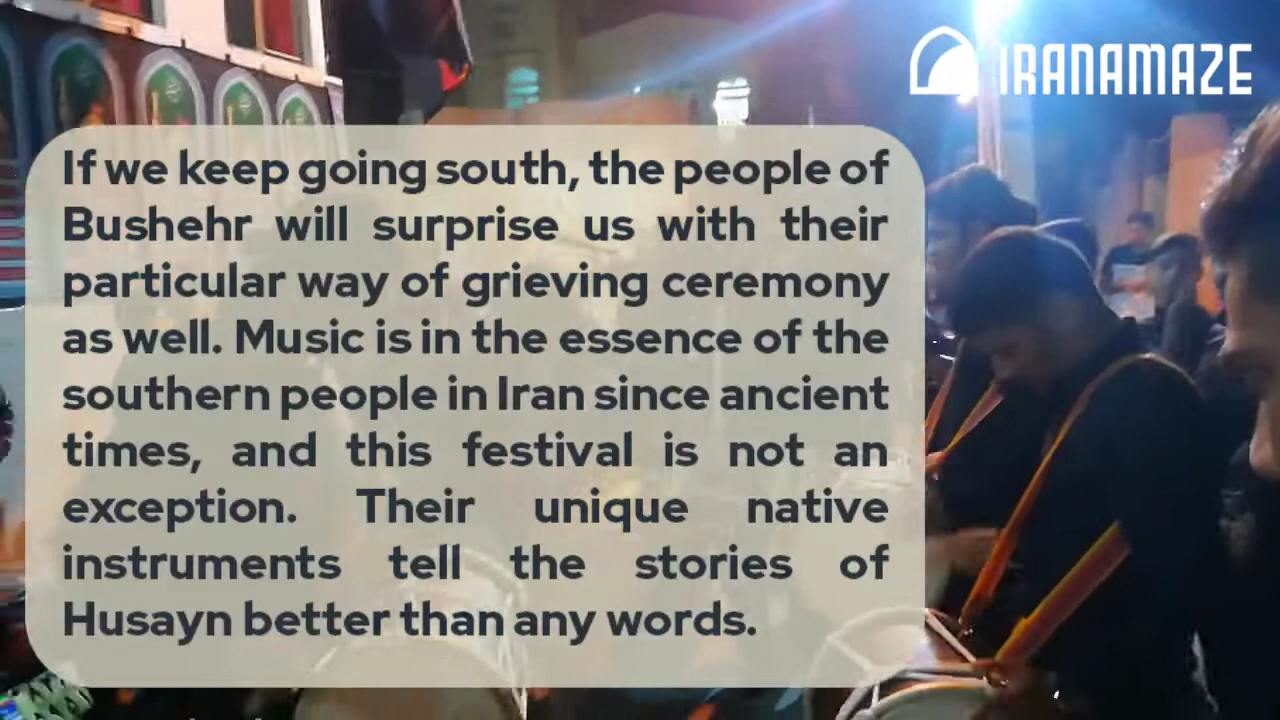 IRANAMAZE
If we keep going south, the people of
Bushehr will surprise us with their
particular way of grieving ceremony
as well. Music is in the essence of the
southern people in Iran since ancient
times, and this festival is not an
exception. Their unique native
instruments tell the stories of
Husayn better than any words.